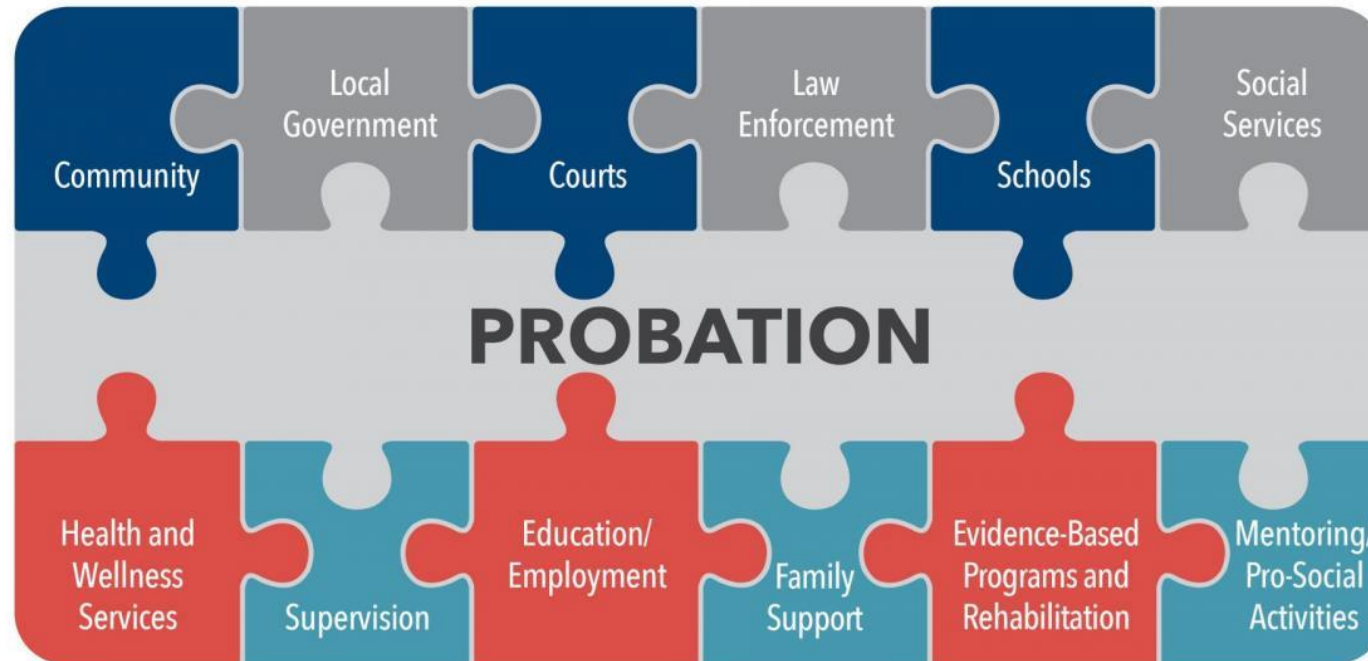 Community
Local
Government
Courts
Law
Enforcement
Schools
Social
Services
PROBATION
Health and
Wellness
Services
Supervision
Education/
Employment
Family
Support
Evidence-Based
Programs and
Rehabilitation
Mentoring/
Pro-Social
Activities